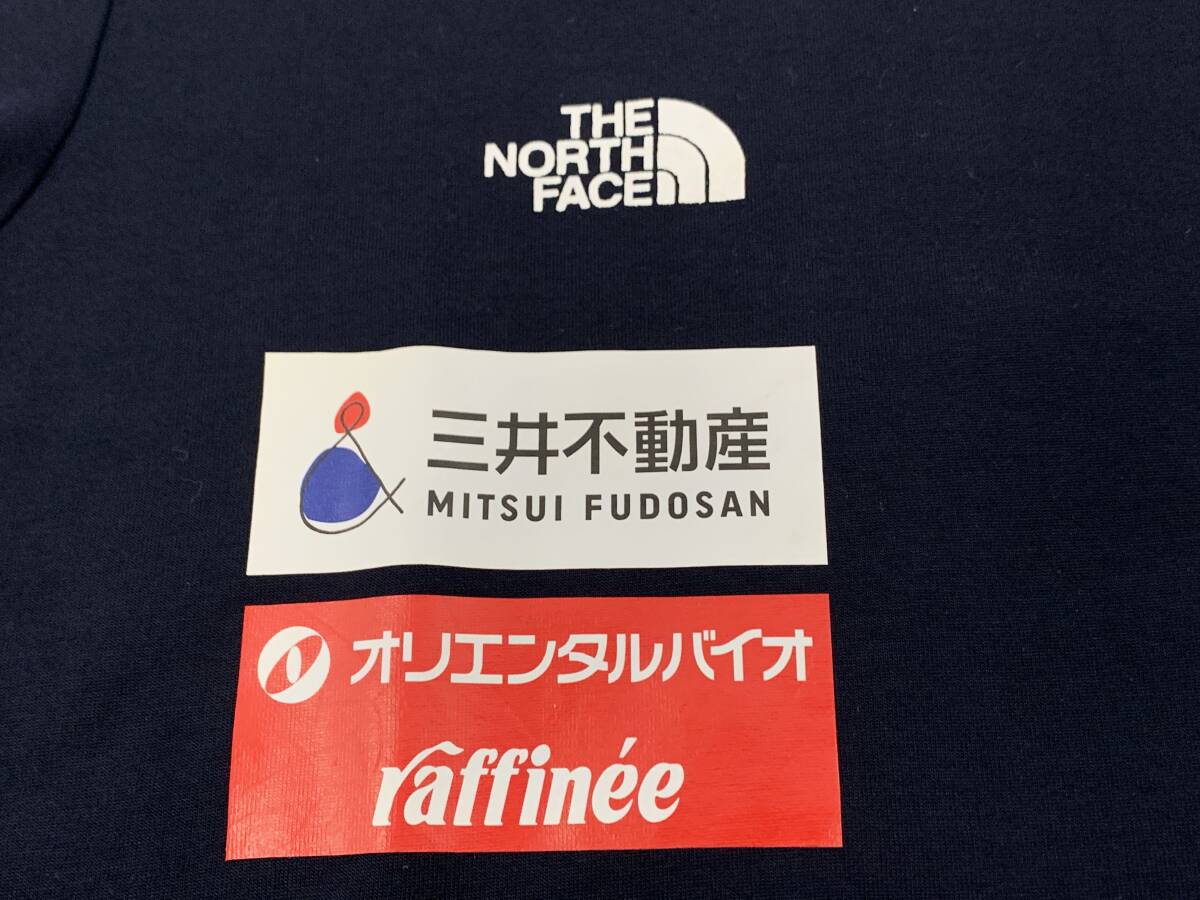 THE
NORTH
FACE
三井不動産
MITSUI FUDOSAN
オリエンタルバイオ
raffinée